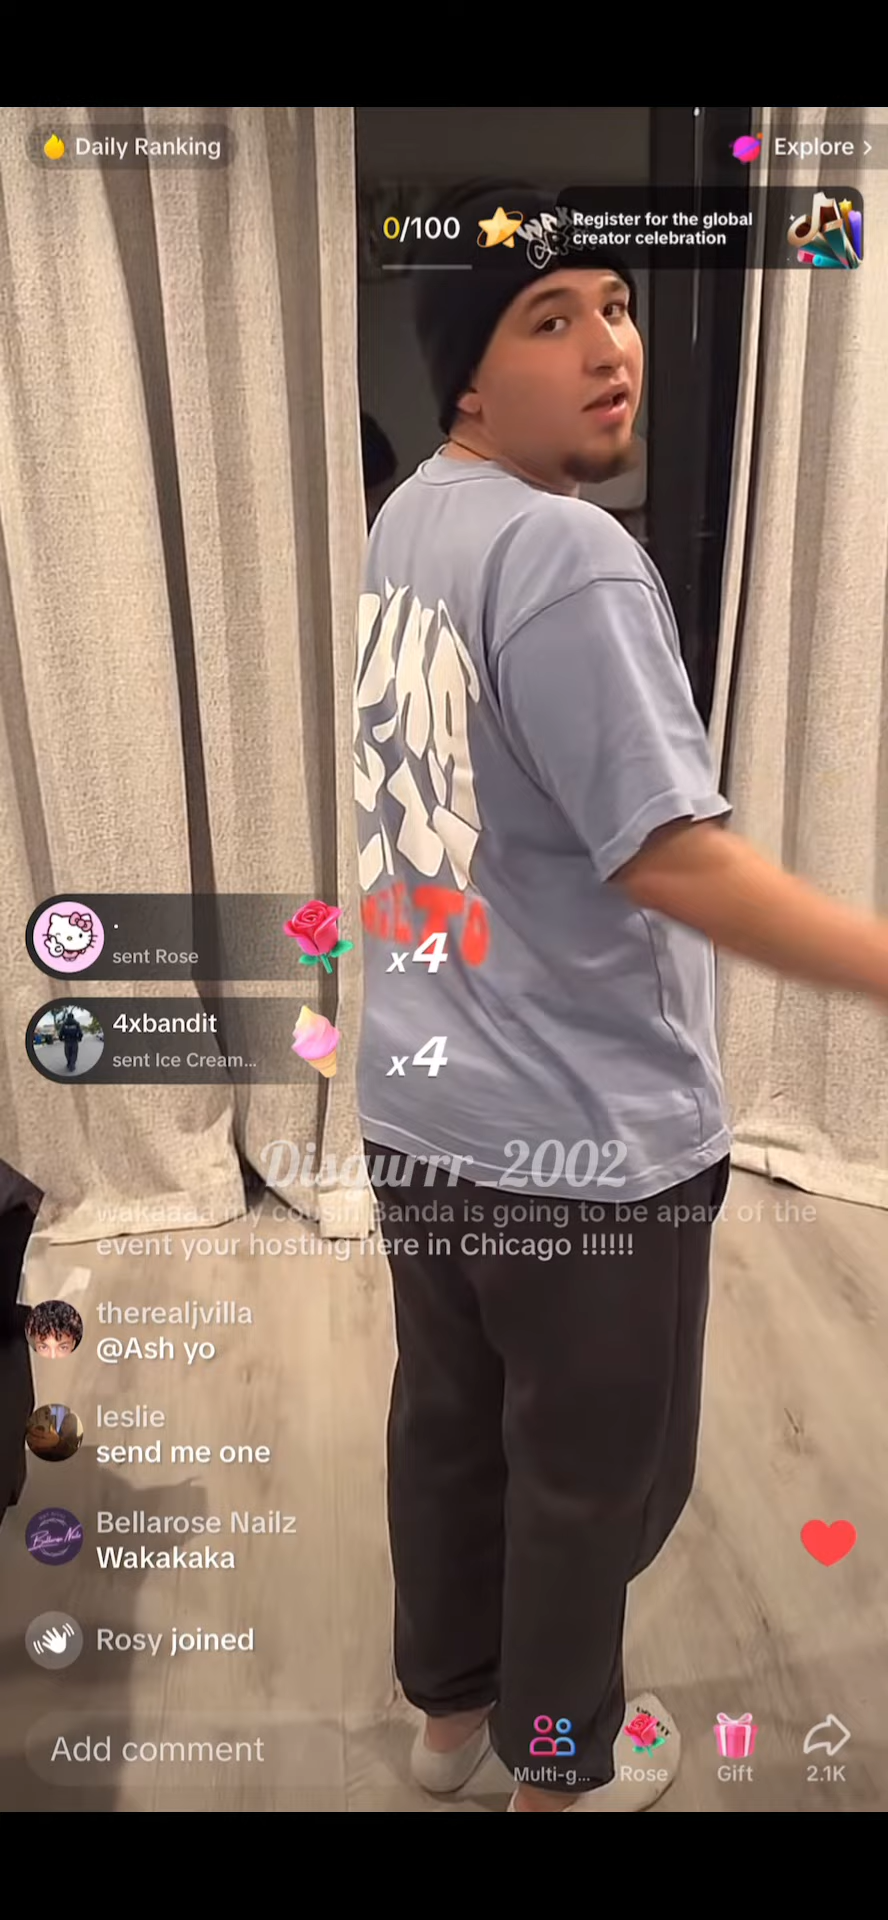 Daily Ranking
Explore >
0/100
Register for the global
creator celebration
.
sent Rose
x4
4xbandit
sent Ice Cream...
x4
Disgurrr_2002
wakaaaa my cousin Banda is going to be apart of the
event your hosting here in Chicago !!!!!!
therealjvilla
@Ash yo
leslie
send me one
Bellarose Nailz
Wakakaka
Rosy joined
Add comment
Multi-g...
Rose
Gift
2.1K